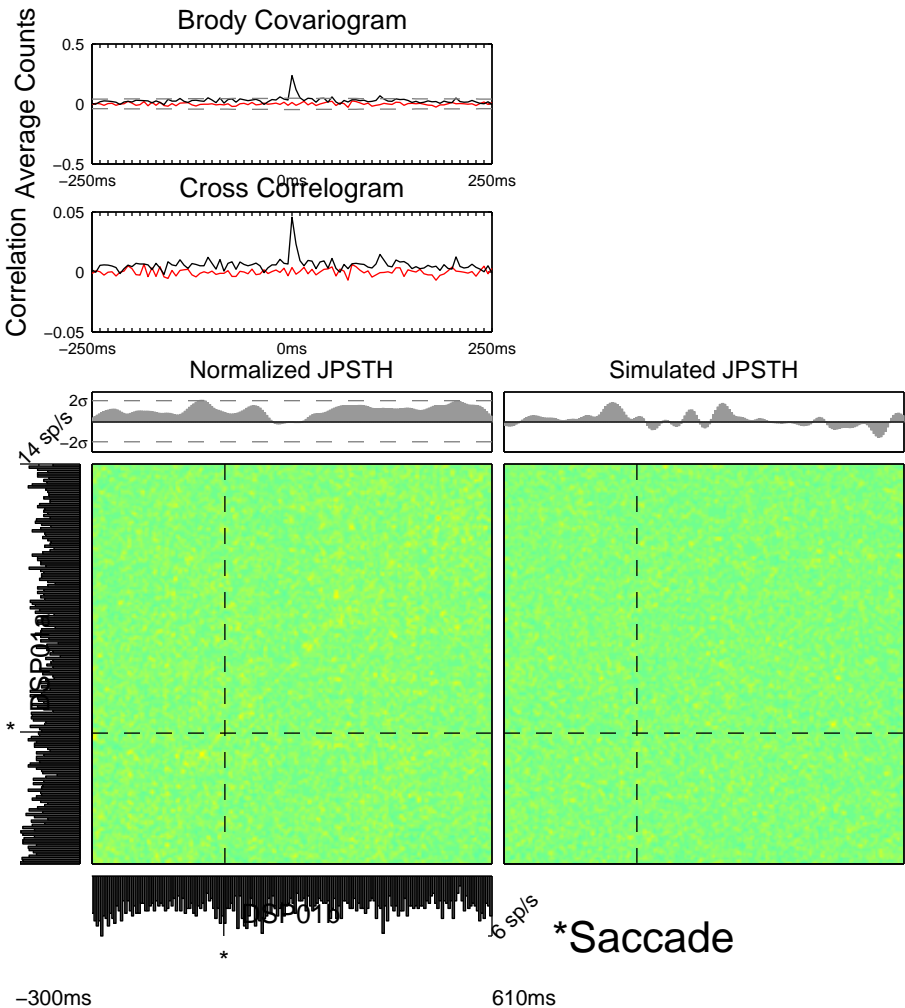 Brody Covariogram
Average Counts
0.5
0
−0.5
−250ms
0ms
250ms
Cross Correlogram
Correlation
0.05
0
−0.05
−250ms
0ms
250ms
Normalized JPSTH
Simulated JPSTH
2σ
−2σ
14 sp/s
DSP01a
*
DSP01b
6 sp/s
*
*Saccade
−300ms
610ms